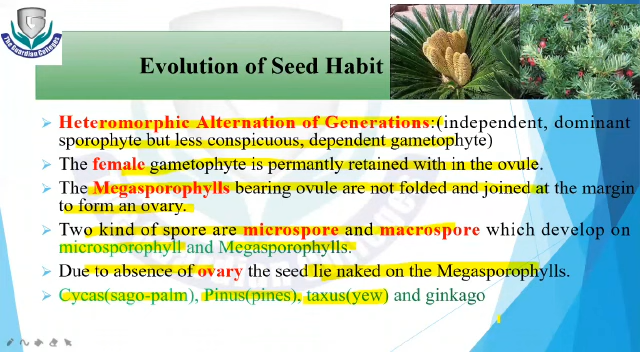 The Guardian Colleges
Evolution of Seed Habit
Heteromorphic Alternation of Generations:(independent, dominant
sporophyte but less conspicuous, dependent gametophyte)
The female gametophyte is permantly retained with in the ovule.
The Megasporophylls bearing ovule are not folded and joined at the margin
to form an ovary.
Two kind of spore are microspore and macrospore which develop on
microsporophyll and Megasporophylls.
Due to absence of ovary the seed lie naked on the Megasporophylls.
Cycas(sago-palm), Pinus(pines), taxus(yew) and ginkago